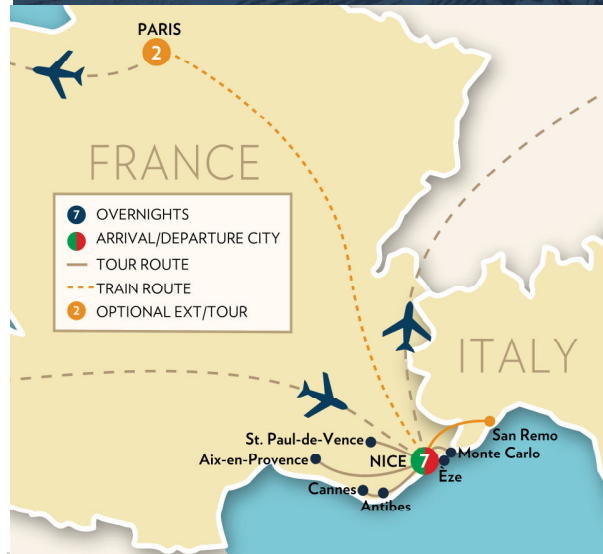 PARIS
2
FRANCE
7 OVERNIGHTS
ARRIVAL/DEPARTURE CITY
TOUR ROUTE
TRAIN ROUTE
2 OPTIONAL EXT/TOUR
ITALY
San Remo
St. Paul-de-Vence
Monte Carlo
Aix-en-Provence
NICE 7
Èze
Cannes
Antibes